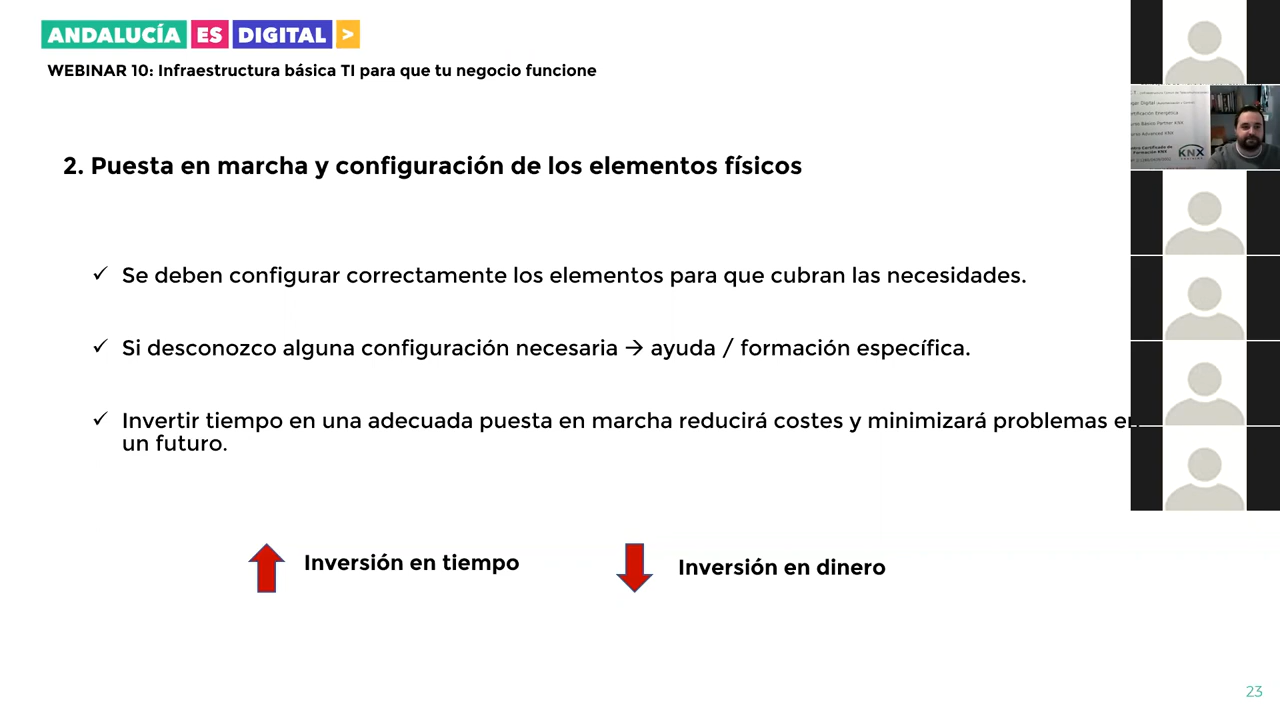 ANDALUCÍA ES DIGITAL >
WEBINAR 10: Infraestructura básica TI para que tu negocio funcione
2. Puesta en marcha y configuración de los elementos físicos
✓ Se deben configurar correctamente los elementos para que cubran las necesidades.
✓ Si desconozco alguna configuración necesaria → ayuda / formación específica.
✓ Invertir tiempo en una adecuada puesta en marcha reducirá costes y minimizará problemas en
un futuro.
Inversión en tiempo
Inversión en dinero
Certificación Energética
KNX
23